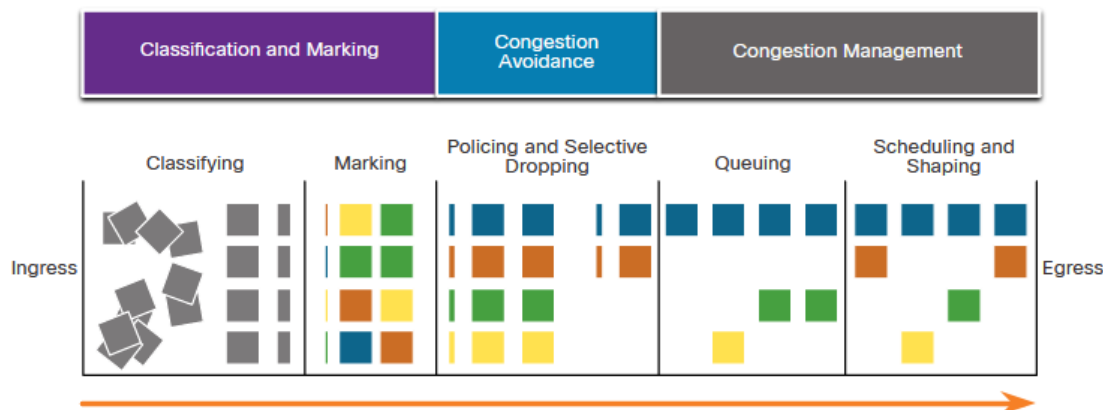 Classification and Marking
Congestion
Avoidance
Congestion Management
Classifying
Marking
Policing and Selective
Dropping
Queuing
Scheduling and
Shaping
Ingress
Egress